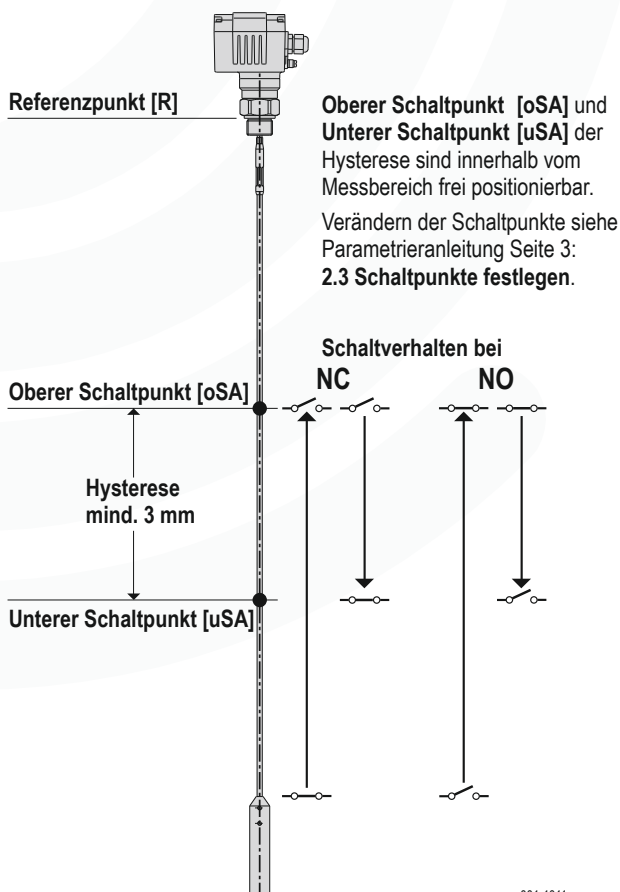 Referenzpunkt [R]
Oberer Schaltpunkt [oSA] und
Unterer Schaltpunkt [uSA] der
Hysterese sind innerhalb vom
Messbereich frei positionierbar.
Verändern der Schaltpunkte siehe
Parametrieranleitung Seite 3:
2.3 Schaltpunkte festlegen.
Schaltverhalten bei
NC NO
Oberer Schaltpunkt [oSA]
Hysterese
mind. 3 mm
Unterer Schaltpunkt [uSA]